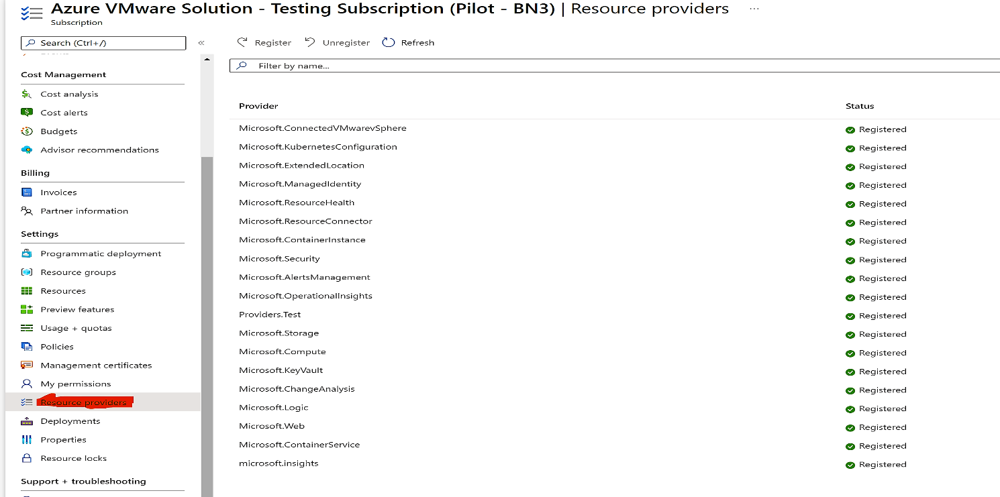 Azure VMware Solution - Testing Subscription (Pilot - BN3) | Resource providers ...
Subscription
Search (Ctrl+/)
«
Register
Unregister
Refresh
Filter by name...
Cost Management
Cost analysis
Cost alerts
Budgets
Advisor recommendations
Billing
Invoices
Partner information
Settings
Programmatic deployment
Resource groups
Resources
Preview features
Usage + quotas
Policies
Management certificates
My permissions
Resource providers
Deployments
Properties
Resource locks
Support + troubleshooting
Provider Status
Microsoft.ConnectedVMwarevSphere Registered
Microsoft.KubernetesConfiguration Registered
Microsoft.ExtendedLocation Registered
Microsoft.ManagedIdentity Registered
Microsoft.ResourceHealth Registered
Microsoft.ResourceConnector Registered
Microsoft.ContainerInstance Registered
Microsoft.Security Registered
Microsoft.AlertsManagement Registered
Microsoft.OperationalInsights Registered
Providers.Test Registered
Microsoft.Storage Registered
Microsoft.Compute Registered
Microsoft.KeyVault Registered
Microsoft.ChangeAnalysis Registered
Microsoft.Logic Registered
Microsoft.Web Registered
Microsoft.ContainerService Registered
microsoft.insights Registered